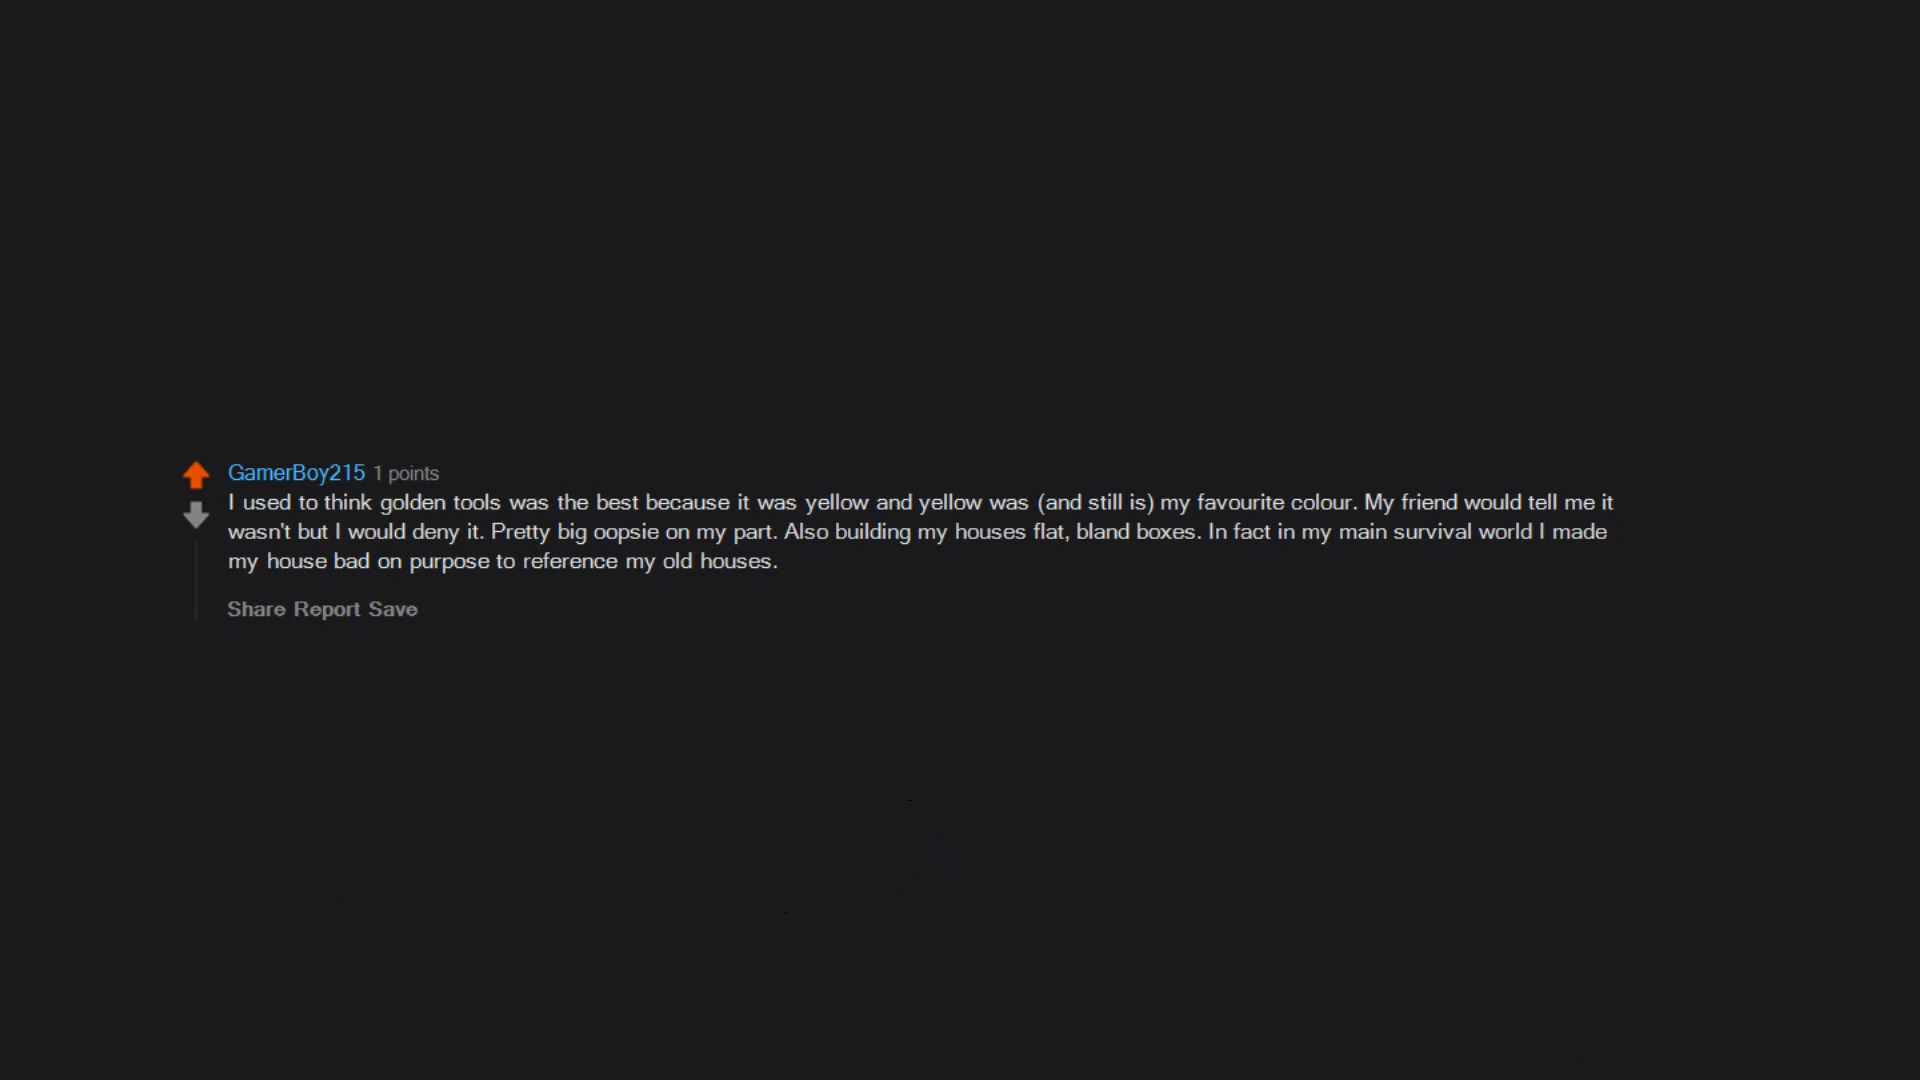 GamerBoy215 1 points
I used to think golden tools was the best because it was yellow and yellow was (and still is) my favourite colour. My friend would tell me it
wasn't but I would deny it. Pretty big oopsie on my part. Also building my houses flat, bland boxes. In fact in my main survival world I made
my house bad on purpose to reference my old houses.
Share Report Save